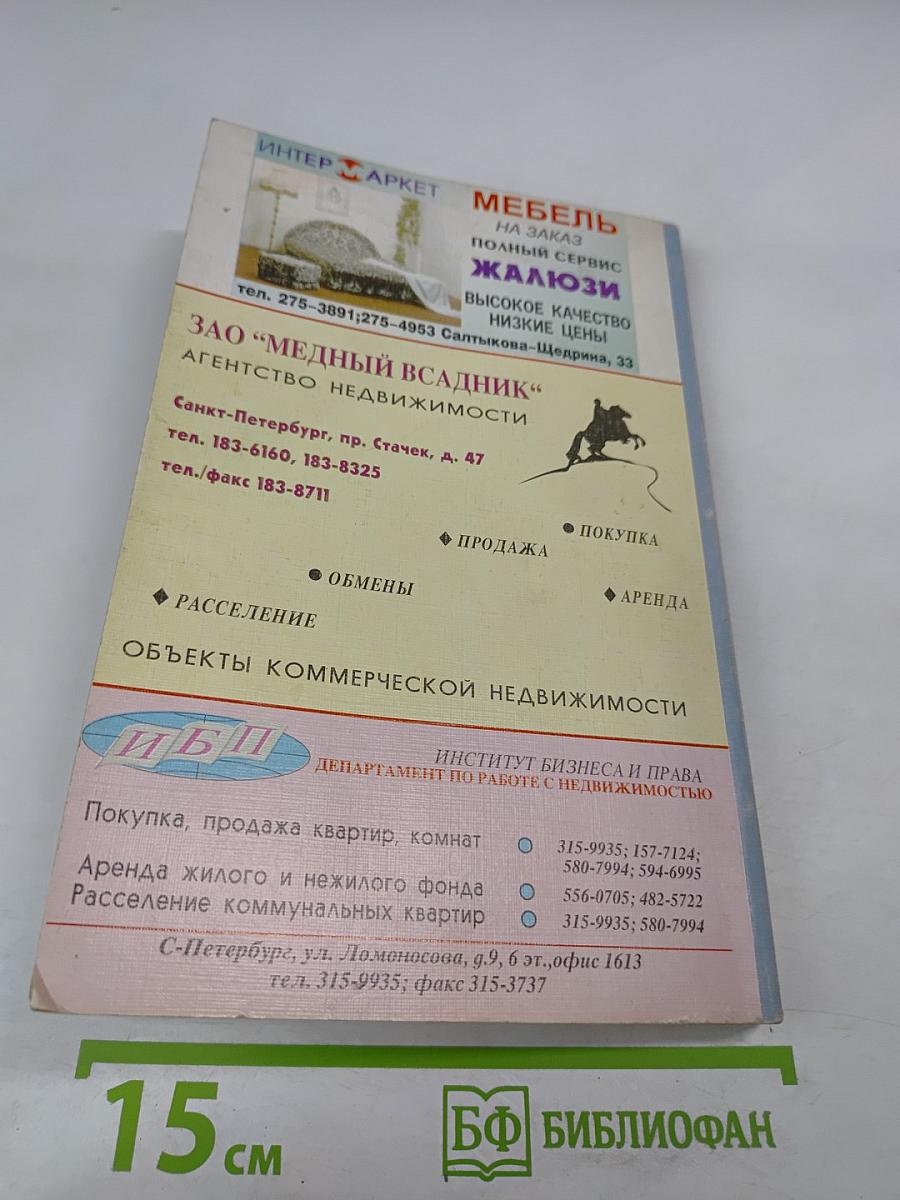 ИНТЕРМАРКЕТ
МЕБЕЛЬ
НА ЗАКАЗ
ПОЛНЫЙ СЕРВИС
ЖАЛЮЗИ
ВЫСОКОЕ КАЧЕСТВО
НИЗКИЕ ЦЕНЫ
тел. 275-3891;275-4953 Салтыкова-Щедрина, 33
ЗАО “МЕДНЫЙ ВСАДНИК“
АГЕНТСТВО НЕДВИЖИМОСТИ
Санкт-Петербург, пр. Стачек, д. 47
тел. 183-6160, 183-8325
тел./факс 183-8711
● ПОКУПКА
◆ ПРОДАЖА
● ОБМЕНЫ
◆ АРЕНДА
◆ РАССЕЛЕНИЕ
ОБЪЕКТЫ КОММЕРЧЕСКОЙ НЕДВИЖИМОСТИ
ИБП
ИНСТИТУТ БИЗНЕСА И ПРАВА
ДЕПАРТАМЕНТ ПО РАБОТЕ С НЕДВИЖИМОСТЬЮ
Покупка, продажа квартир, комнат 315-9935; 157-7124;
580-7994; 594-6995
Аренда жилого и нежилого фонда 556-0705; 482-5722
Расселение коммунальных квартир 315-9935; 580-7994
С-Петербург, ул. Ломоносова, д.9, 6 эт.,офис 1613
тел. 315-9935; факс 315-3737
15 см
БФ БИБЛИОФАН